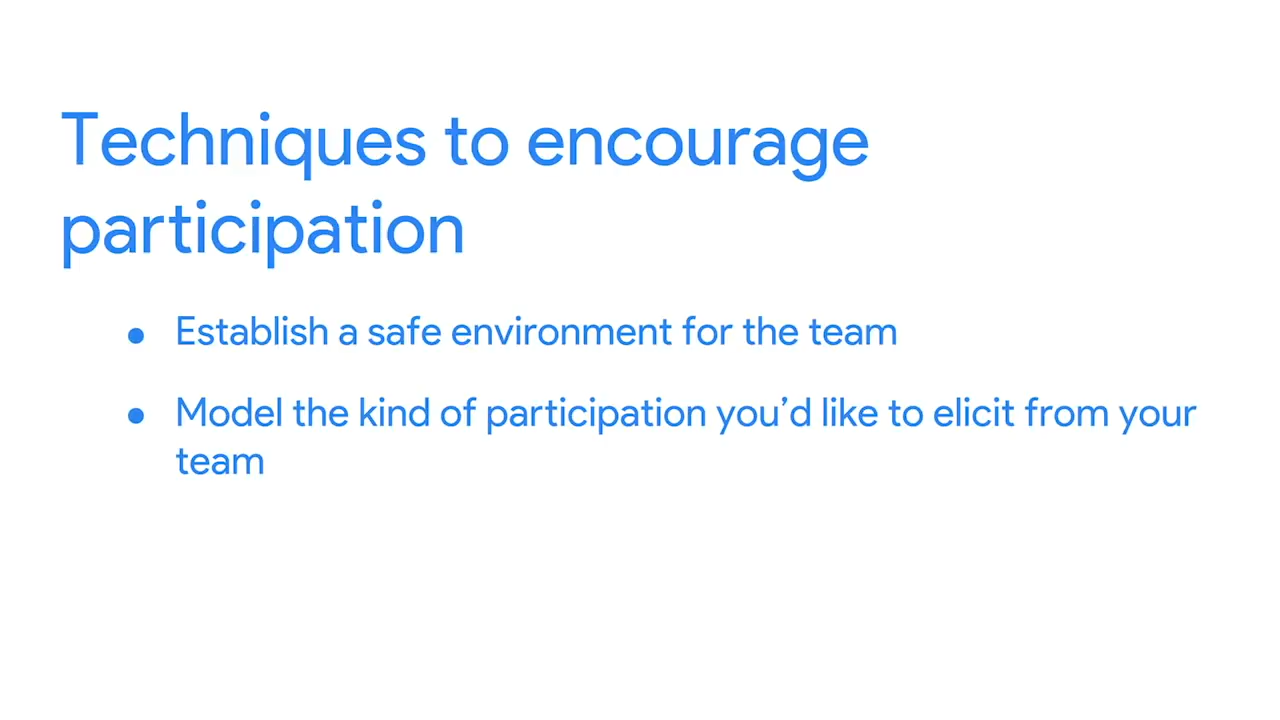 Techniques to encourage
participation
● Establish a safe environment for the team
● Model the kind of participation you’d like to elicit from your
team